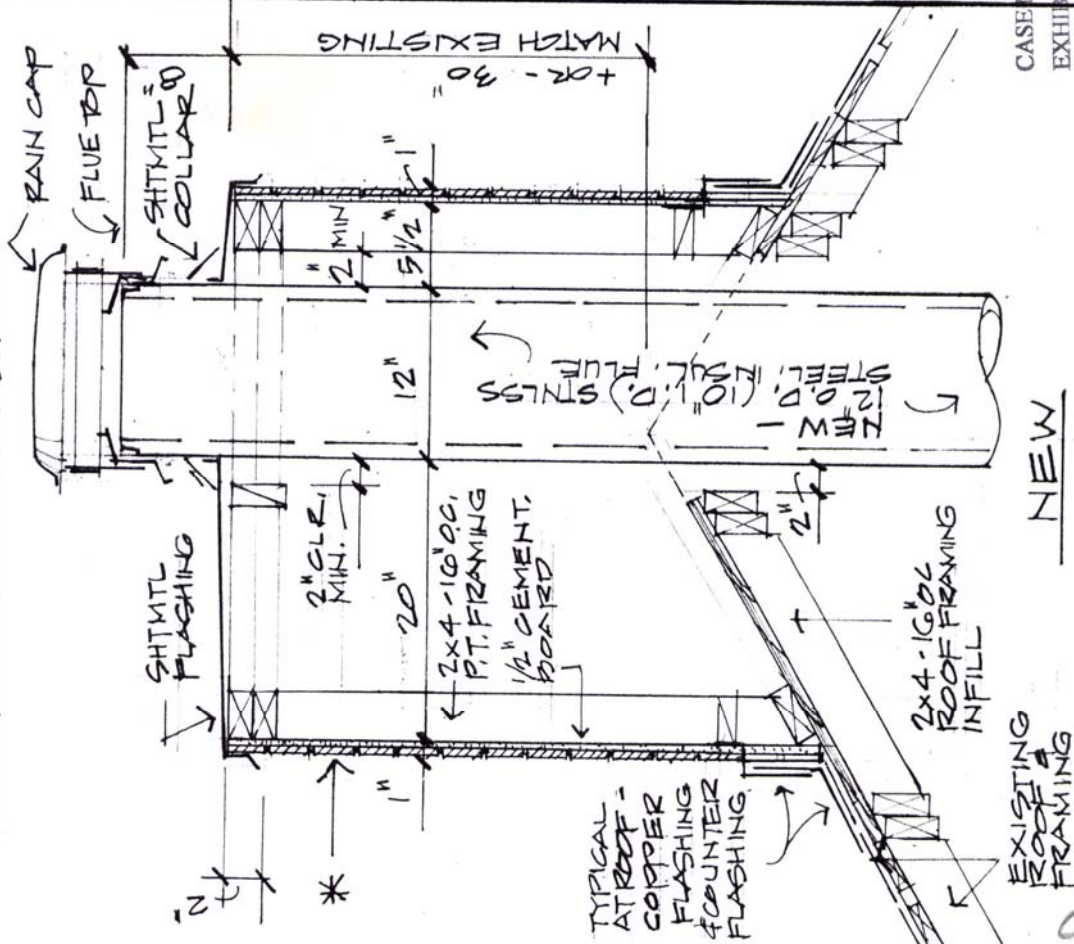 RAIN CAP
FLUE TOP
SHTMTL
COLLAR
8"
SHTMTL
FLASHING
MATCH EXISTING
+OR- 30"
1"
2" MIN
5 1/2"
12"
NEW -
12" O.D. (10" I.D.) STNLSS
STEEL, INSUL. FLUE
2" CLR.
MIN.
20"
2x4-16" O.C.
P.T. FRAMING
1/2" CEMENT.
BOARD
1"
2"
*
2"
TYPICAL
AT ROOF -
COPPER
FLASHING
& COUNTER
FLASHING
2x4-16" OC
ROOF FRAMING
INFILL
EXISTING
ROOF &
FRAMING
NEW
CASE
EXHIB